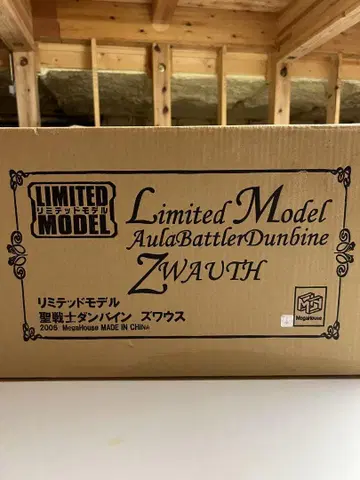 LIMITED
リミテッドモデル
MODEL
Limited Model
AulaBattlerDunbine
ZWAUTH
リミテッドモデル
聖戦士ダンバイン ズワウス
2006 MegaHouse MADE IN CHINA
MegaHouse